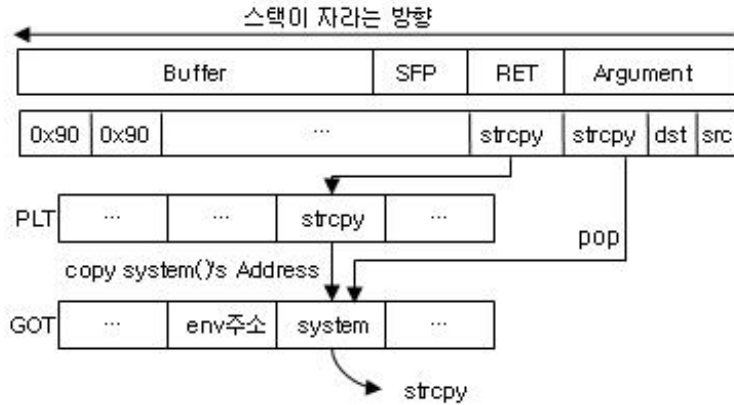 스택이 자라는 방향
Buffer SFP RET Argument
0x90 0x90 ... strcpy strcpy dst src
PLT ... ... strcpy ...
pop
copy system()'s Address
GOT ... env주소 system ...
strcpy